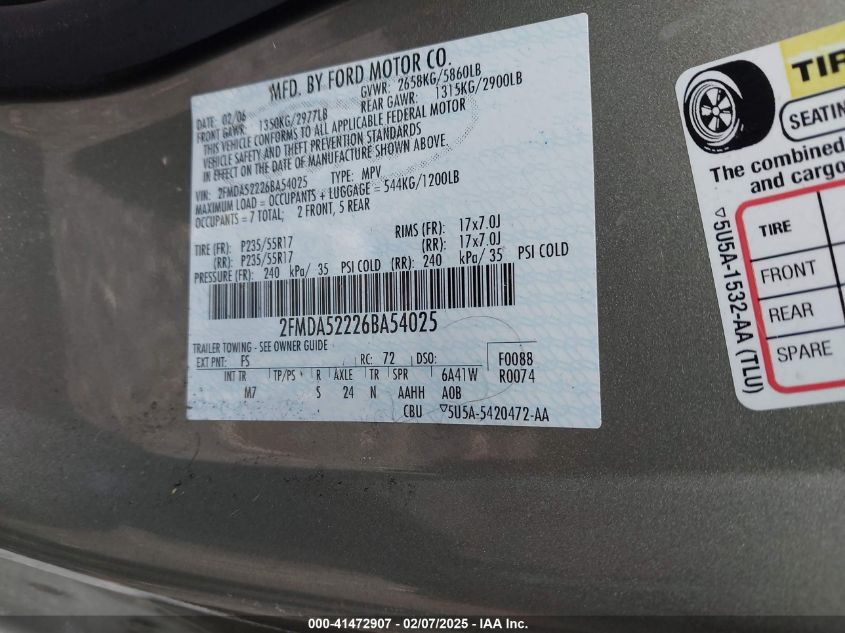 MFD. BY FORD MOTOR CO.
DATE: 02/06 GVWR: 2658KG/5860LB
FRONT GAWR: 1350KG/2977LB REAR GAWR: 1315KG/2900LB
THIS VEHICLE CONFORMS TO ALL APPLICABLE FEDERAL MOTOR
VEHICLE SAFETY AND THEFT PREVENTION STANDARDS
IN EFFECT ON THE DATE OF MANUFACTURE SHOWN ABOVE.
VIN: 2FMDA52226BA54025 TYPE: MPV
MAXIMUM LOAD = OCCUPANTS + LUGGAGE = 544KG/1200LB
OCCUPANTS = 7 TOTAL; 2 FRONT, 5 REAR
TIRE (FR): P235/55R17 RIMS (FR): 17x7.0J
(RR): P235/55R17 (RR): 17x7.0J
PRESSURE (FR): 240 kPa/ 35 PSI COLD (RR): 240 kPa/ 35 PSI COLD
2FMDA52226BA54025
TRAILER TOWING - SEE OWNER GUIDE
EXT PNT: FS RC: 72 DSO: F0088
INT TR TP/PS R AXLE TR SPR 6A41W R0074
M7 S 24 N AAHH A0B
CBU ▽5U5A-5420472-AA
TIR
SEATIN
The combined
and cargo
TIRE
FRONT
REAR
SPARE
▽5U5A-1532-AA (TLU)
000-41472907 - 02/07/2025 - IAA Inc.